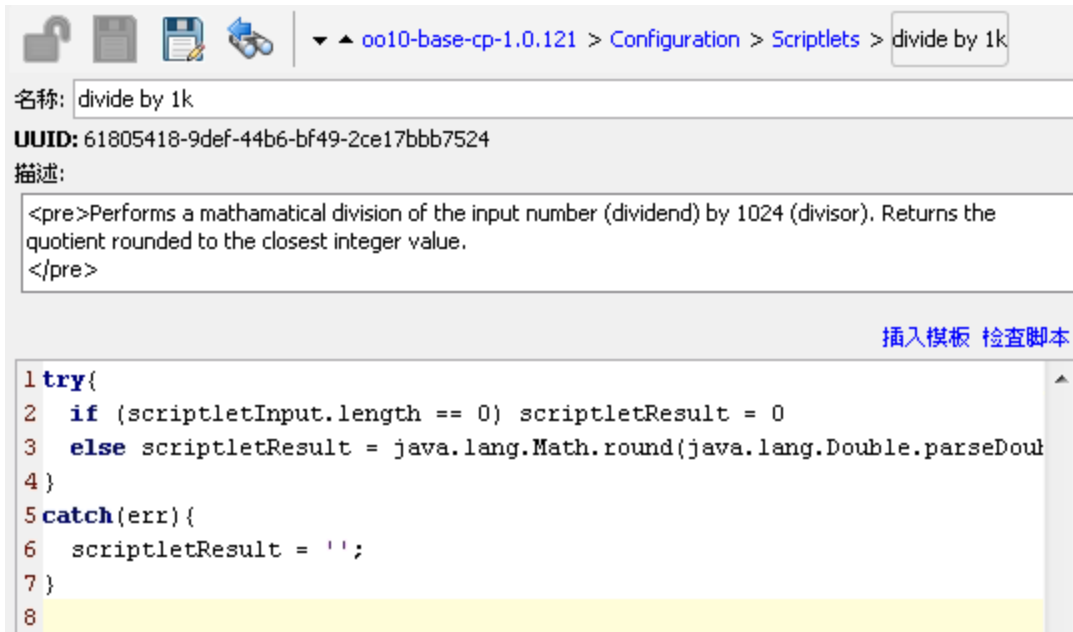 oo10-base-cp-1.0.121 > Configuration > Scriptlets > divide by 1k
名称: divide by 1k
UUID: 61805418-9def-44b6-bf49-2ce17bbb7524
描述:
<pre>Performs a mathamatical division of the input number (dividend) by 1024 (divisor). Returns the
quotient rounded to the closest integer value.
</pre>
插入模板 检查脚本
1 try{
2 if (scriptletInput.length == 0) scriptletResult = 0
3 else scriptletResult = java.lang.Math.round(java.lang.Double.parseDoub
4 }
5 catch(err){
6 scriptletResult = '';
7 }
8